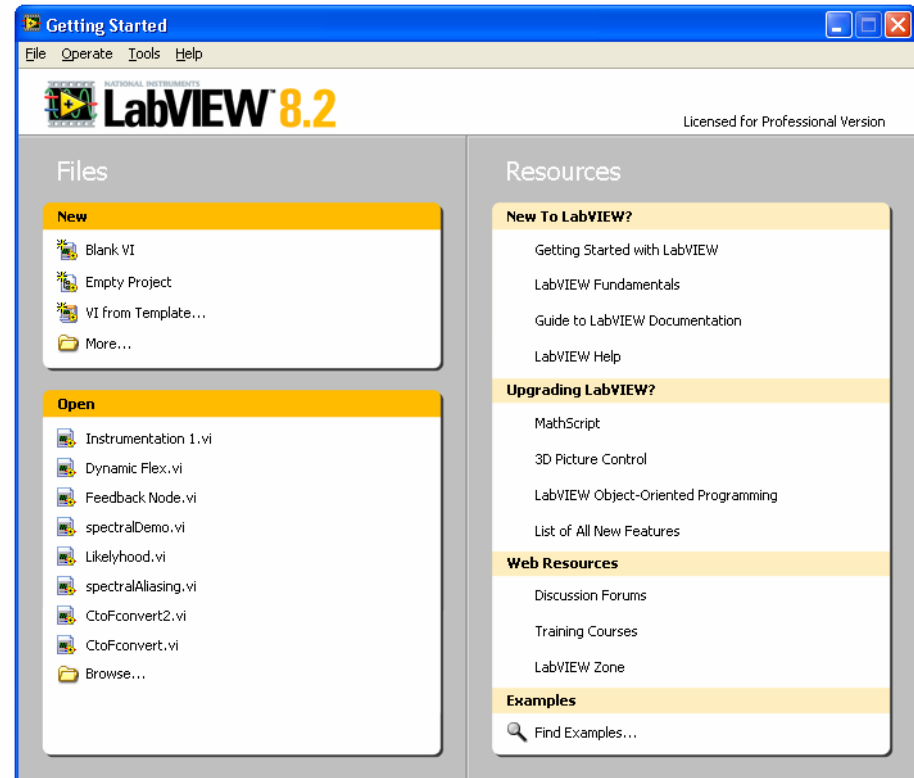 Getting Started
File Operate Tools Help
NATIONAL INSTRUMENTS
LabVIEW™ 8.2
Licensed for Professional Version
Files
New
Blank VI
Empty Project
VI from Template...
More...
Open
Instrumentation 1.vi
Dynamic Flex.vi
Feedback Node.vi
spectralDemo.vi
Likelyhood.vi
spectralAliasing.vi
CtoFconvert2.vi
CtoFconvert.vi
Browse...
Resources
New To LabVIEW?
Getting Started with LabVIEW
LabVIEW Fundamentals
Guide to LabVIEW Documentation
LabVIEW Help
Upgrading LabVIEW?
MathScript
3D Picture Control
LabVIEW Object-Oriented Programming
List of All New Features
Web Resources
Discussion Forums
Training Courses
LabVIEW Zone
Examples
Find Examples...